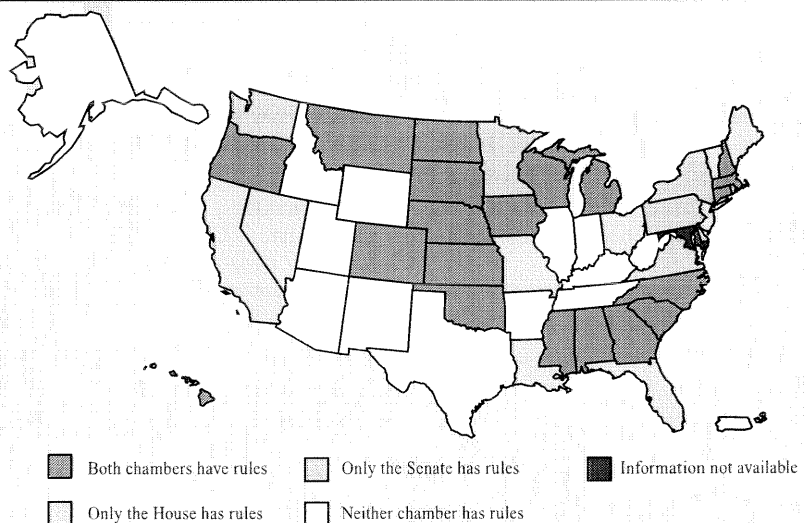 Both chambers have rules
Only the Senate has rules
Information not available
Only the House has rules
Neither chamber has rules